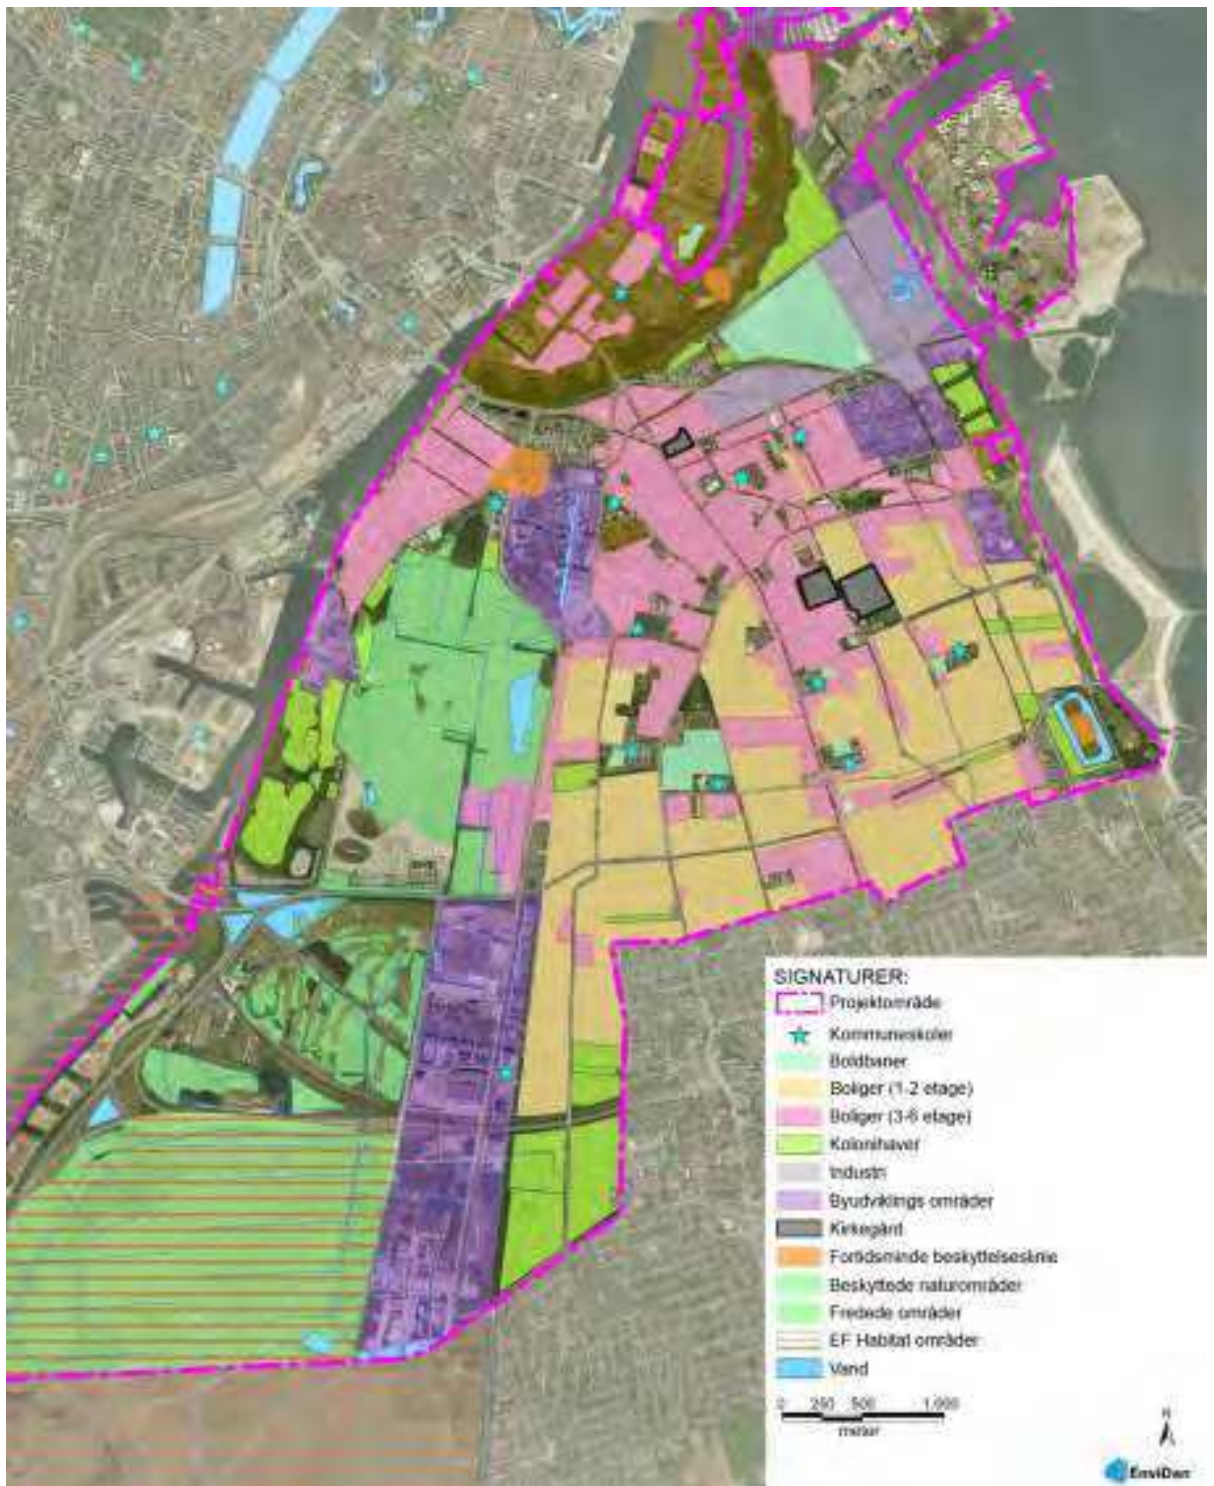 SIGNATURER:
Projektområde
Kommuneskoler
Boldbaner
Boliger (1-2 etage)
Boliger (3-6 etage)
Kolonihaver
Industri
Byudviklings områder
Kirkegård
Fortidsminde beskyttelseslinie
Beskyttede naturområder
Fredede områder
EF Habitat områder
Vand
0 250 500 1.000
meter
N
EnviDan